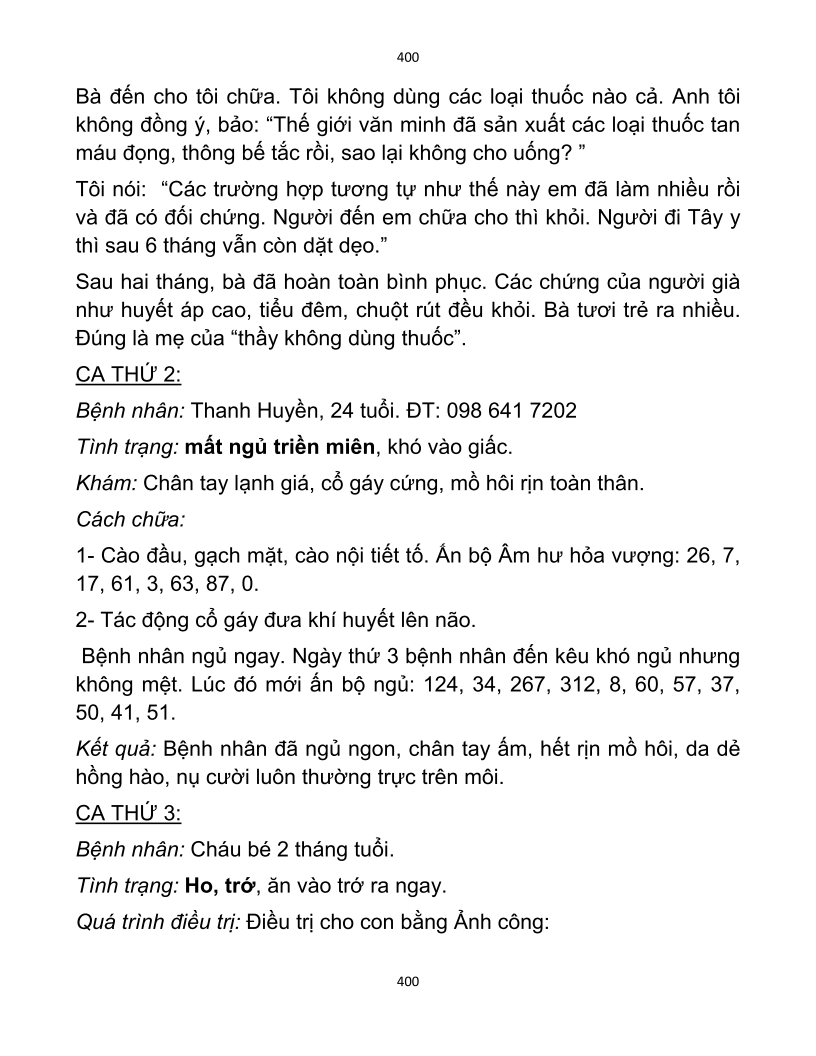 400
Bà đến cho tôi chữa. Tôi không dùng các loại thuốc nào cả. Anh tôi
không đồng ý, bảo: “Thế giới văn minh đã sản xuất các loại thuốc tan
máu đọng, thông bế tắc rồi, sao lại không cho uống? ”
Tôi nói:  “Các trường hợp tương tự như thế này em đã làm nhiều rồi
và đã có đối chứng. Người đến em chữa cho thì khỏi. Người đi Tây y
thì sau 6 tháng vẫn còn dặt dẹo.”
Sau hai tháng, bà đã hoàn toàn bình phục. Các chứng của người già
như huyết áp cao, tiểu đêm, chuột rút đều khỏi. Bà tươi trẻ ra nhiều.
Đúng là mẹ của “thầy không dùng thuốc”.
CA THỨ 2:
Bệnh nhân: Thanh Huyền, 24 tuổi. ĐT: 098 641 7202
Tình trạng: mất ngủ triền miên, khó vào giấc.
Khám: Chân tay lạnh giá, cổ gáy cứng, mồ hôi rịn toàn thân.
Cách chữa:
1- Cào đầu, gạch mặt, cào nội tiết tố. Ấn bộ Âm hư hỏa vượng: 26, 7,
17, 61, 3, 63, 87, 0.
2- Tác động cổ gáy đưa khí huyết lên não.
Bệnh nhân ngủ ngay. Ngày thứ 3 bệnh nhân đến kêu khó ngủ nhưng
không mệt. Lúc đó mới ấn bộ ngủ: 124, 34, 267, 312, 8, 60, 57, 37,
50, 41, 51.
Kết quả: Bệnh nhân đã ngủ ngon, chân tay ấm, hết rịn mồ hôi, da dẻ
hồng hào, nụ cười luôn thường trực trên môi.
CA THỨ 3:
Bệnh nhân: Cháu bé 2 tháng tuổi.
Tình trạng: Ho, trớ, ăn vào trớ ra ngay.
Quá trình điều trị: Điều trị cho con bằng Ảnh công:
400